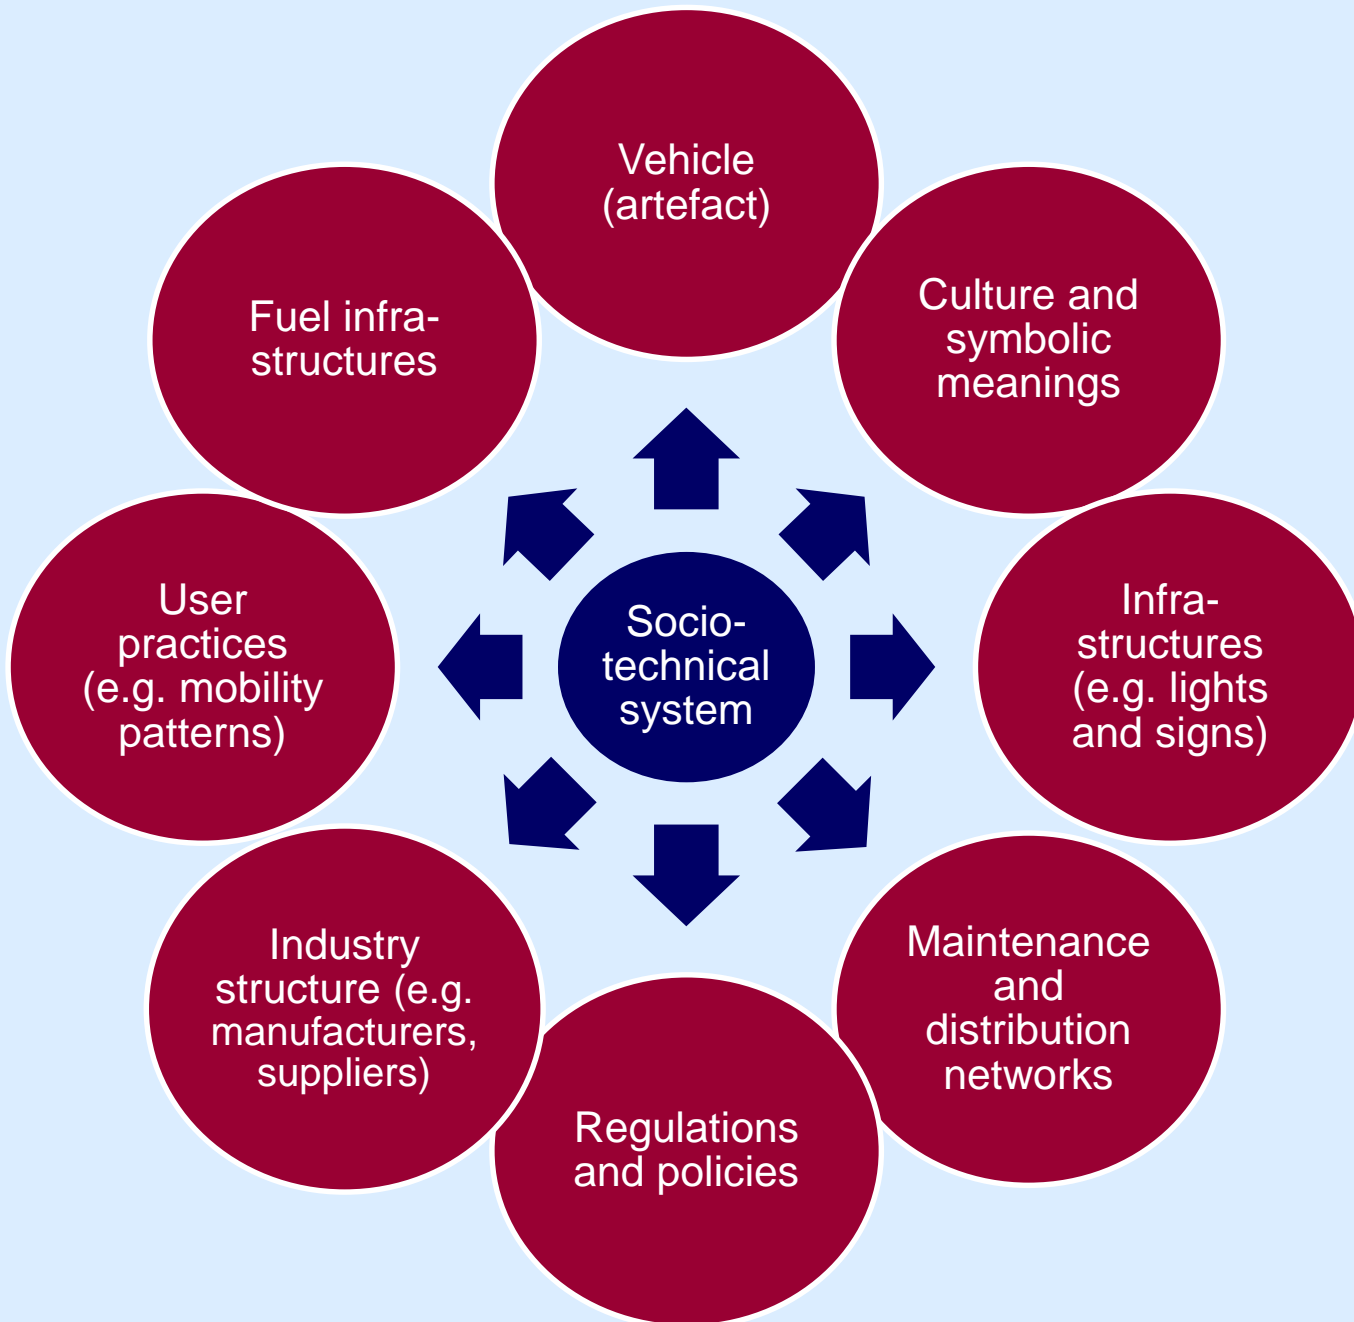 Vehicle
(artefact)
Culture and
symbolic
meanings
Infra-
structures
(e.g. lights
and signs)
Maintenance
and
distribution
networks
Regulations
and policies
Industry
structure (e.g.
manufacturers,
suppliers)
User
practices
(e.g. mobility
patterns)
Fuel infra-
structures
Socio-
technical
system